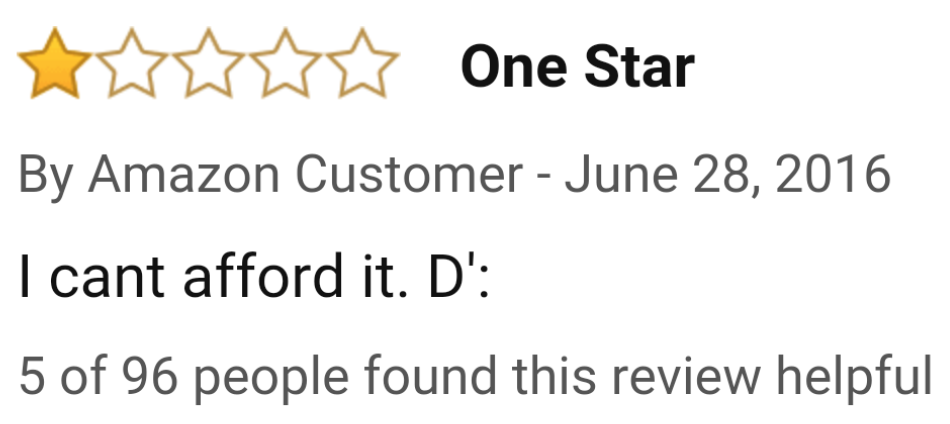 One Star
By Amazon Customer - June 28, 2016
I cant afford it. D':
5 of 96 people found this review helpful